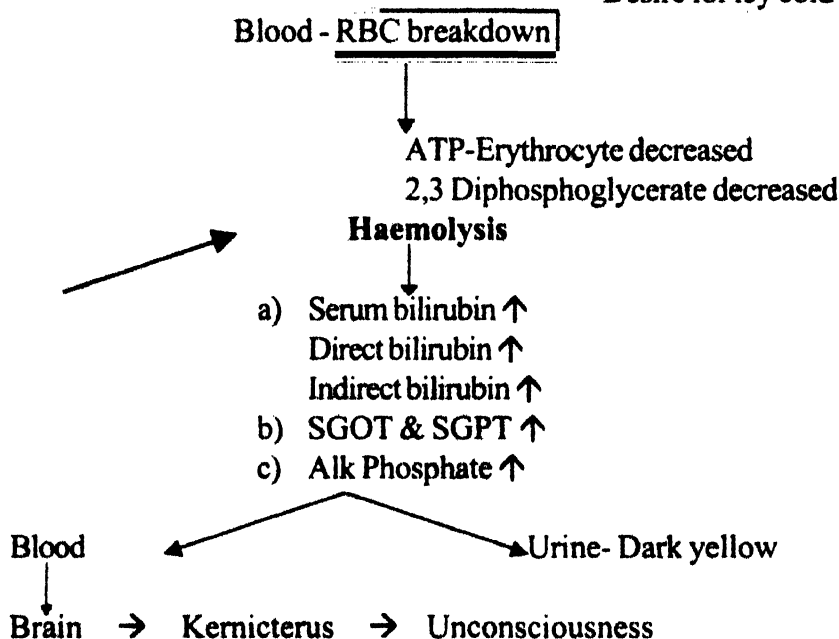 Blood - RBC breakdown
ATP-Erythrocyte decreased
2,3 Diphosphoglycerate decreased
Haemolysis
a) Serum bilirubin ↑
Direct bilirubin ↑
Indirect bilirubin ↑
b) SGOT & SGPT ↑
c) Alk Phosphate ↑
Blood Urine- Dark yellow
Brain → Kernicterus → Unconsciousness